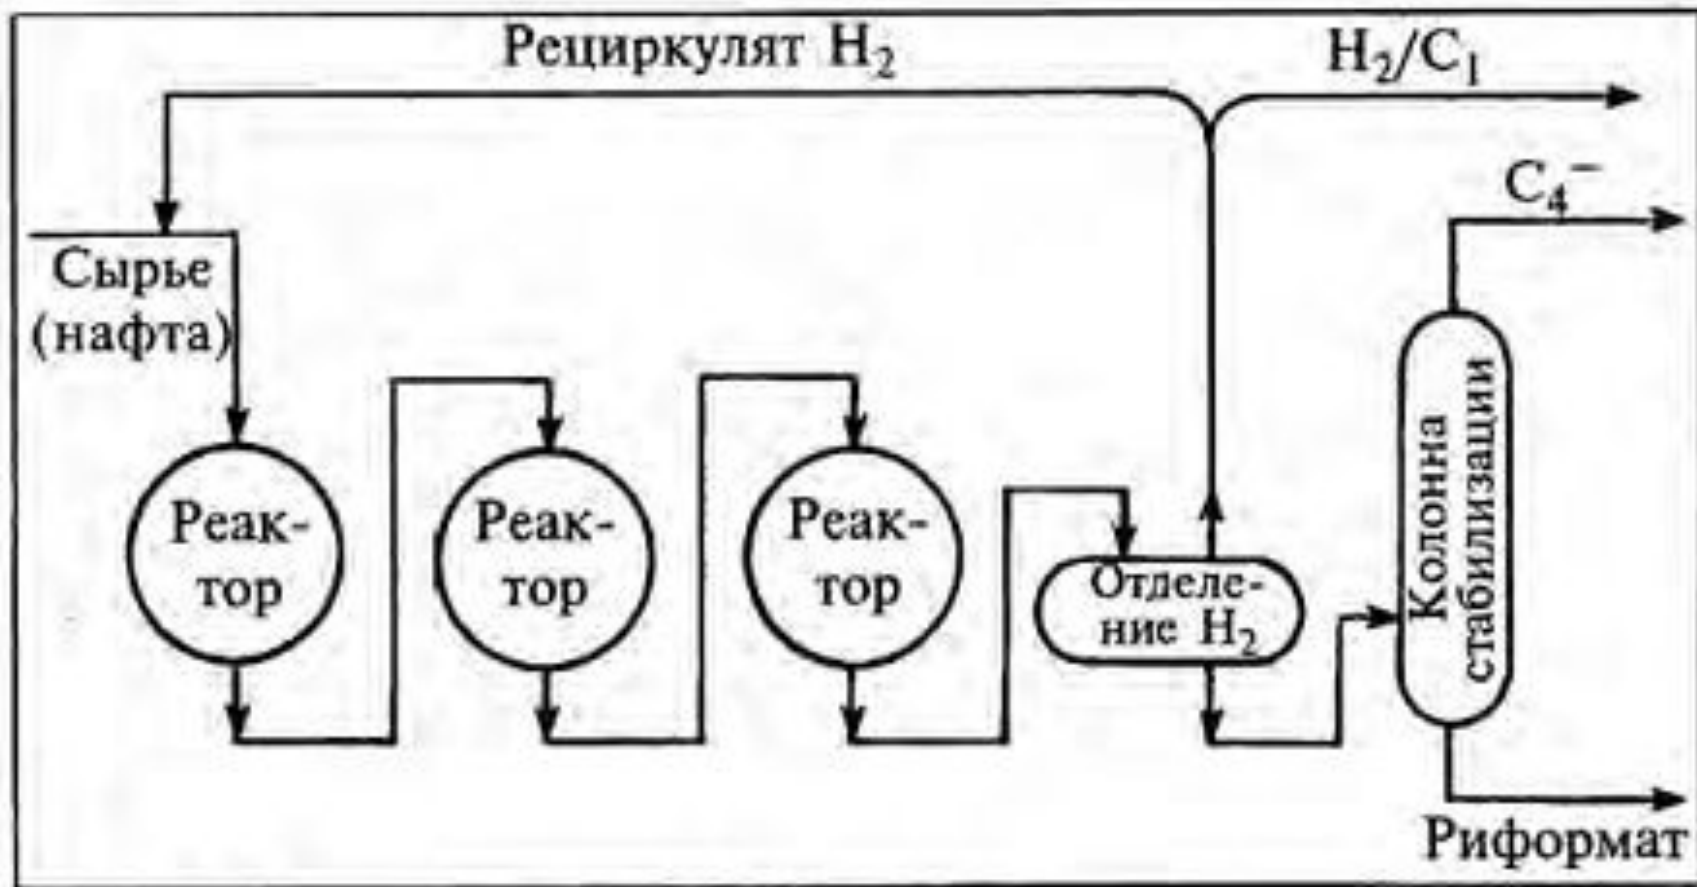 Рециркулят H₂
H₂/C₁
C₄⁻
Сырье
(нафта)
Реак-
тор
Реак-
тор
Реак-
тор
Отделе-
ние H₂
Колонна
стабилизации
Риформат